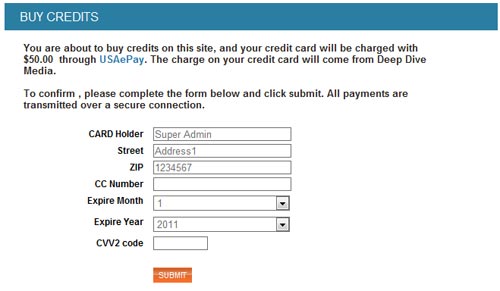 BUY CREDITS
You are about to buy credits on this site, and your credit card will be charged with
$50.00 through USAePay. The charge on your credit card will come from Deep Dive
Media.
To confirm , please complete the form below and click submit. All payments are
transmitted over a secure connection.
CARD Holder Super Admin
Street Address1
ZIP 1234567
CC Number
Expire Month 1
Expire Year 2011
CVV2 code
SUBMIT